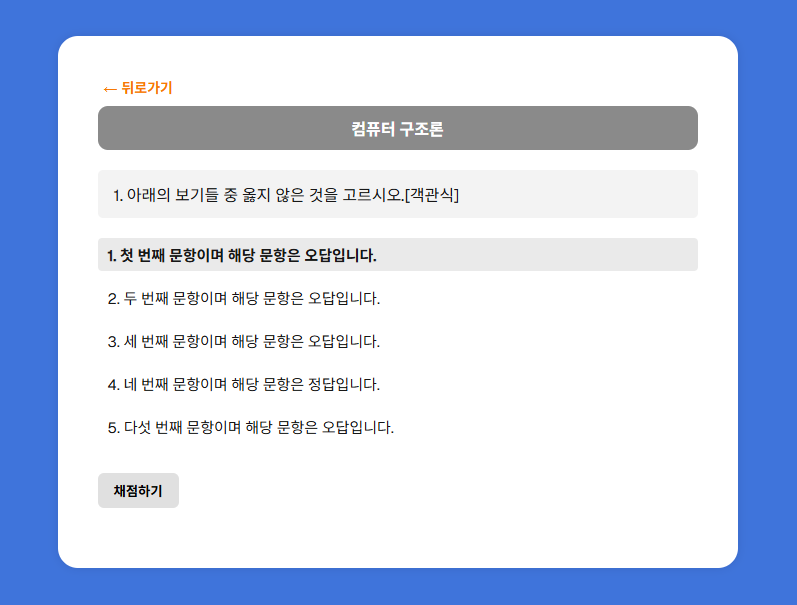 ← 뒤로가기
컴퓨터 구조론
1. 아래의 보기들 중 옳지 않은 것을 고르시오.[객관식]
1. 첫 번째 문항이며 해당 문항은 오답입니다.
2. 두 번째 문항이며 해당 문항은 오답입니다.
3. 세 번째 문항이며 해당 문항은 오답입니다.
4. 네 번째 문항이며 해당 문항은 정답입니다.
5. 다섯 번째 문항이며 해당 문항은 오답입니다.
채점하기